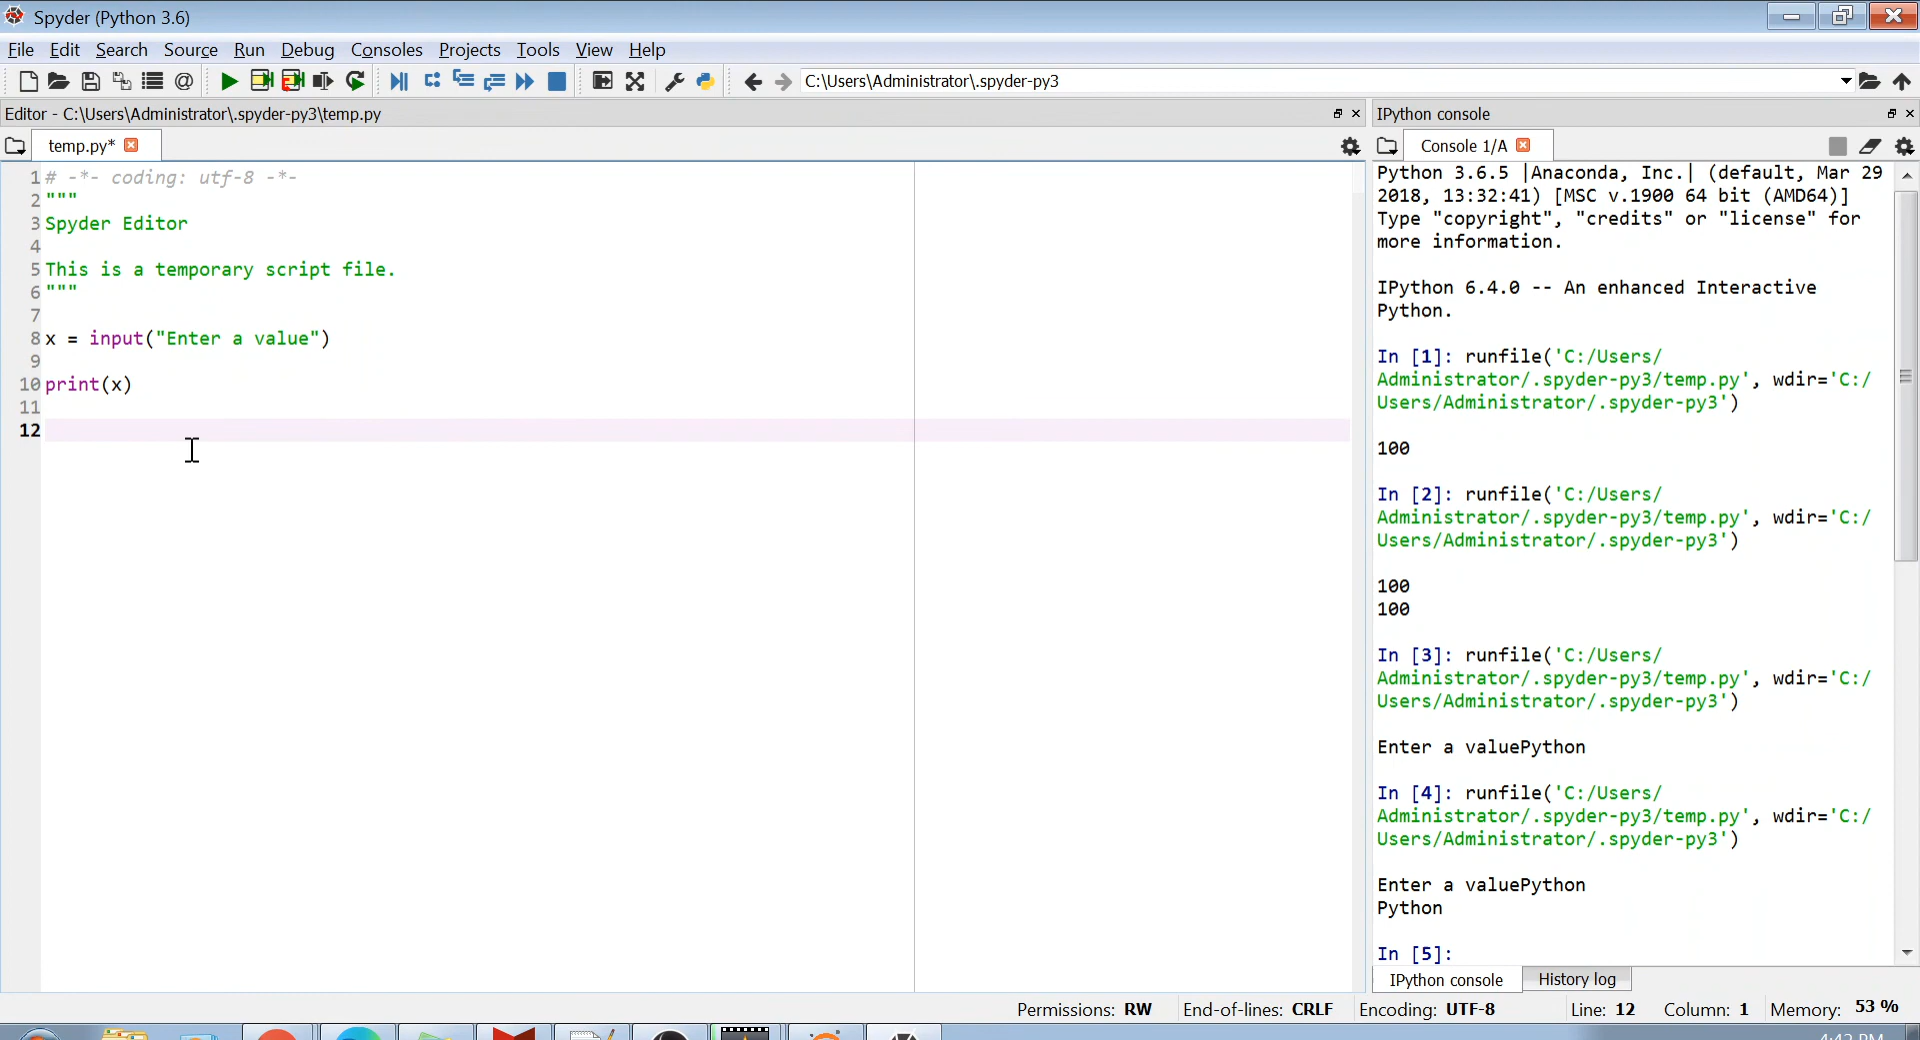 Spyder (Python 3.6)
File Edit Search Source Run Debug Consoles Projects Tools View Help
C:\Users\Administrator\.spyder-py3
Editor - C:\Users\Administrator\.spyder-py3\temp.py
temp.py*
1 # -*- coding: utf-8 -*-
2 """
3 Spyder Editor
4
5 This is a temporary script file.
6 """
7
8 x = input("Enter a value")
9
10 print(x)
11
12
IPython console
Console 1/A
Python 3.6.5 |Anaconda, Inc.| (default, Mar 29
2018, 13:32:41) [MSC v.1900 64 bit (AMD64)]
Type "copyright", "credits" or "license" for
more information.
IPython 6.4.0 -- An enhanced Interactive
Python.
In [1]: runfile('C:/Users/
Administrator/.spyder-py3/temp.py', wdir='C:/
Users/Administrator/.spyder-py3')
100
In [2]: runfile('C:/Users/
Administrator/.spyder-py3/temp.py', wdir='C:/
Users/Administrator/.spyder-py3')
100
100
In [3]: runfile('C:/Users/
Administrator/.spyder-py3/temp.py', wdir='C:/
Users/Administrator/.spyder-py3')
Enter a valuePython
In [4]: runfile('C:/Users/
Administrator/.spyder-py3/temp.py', wdir='C:/
Users/Administrator/.spyder-py3')
Enter a valuePython
Python
In [5]:
IPython console History log
Permissions: RW End-of-lines: CRLF Encoding: UTF-8 Line: 12 Column: 1 Memory: 53 %